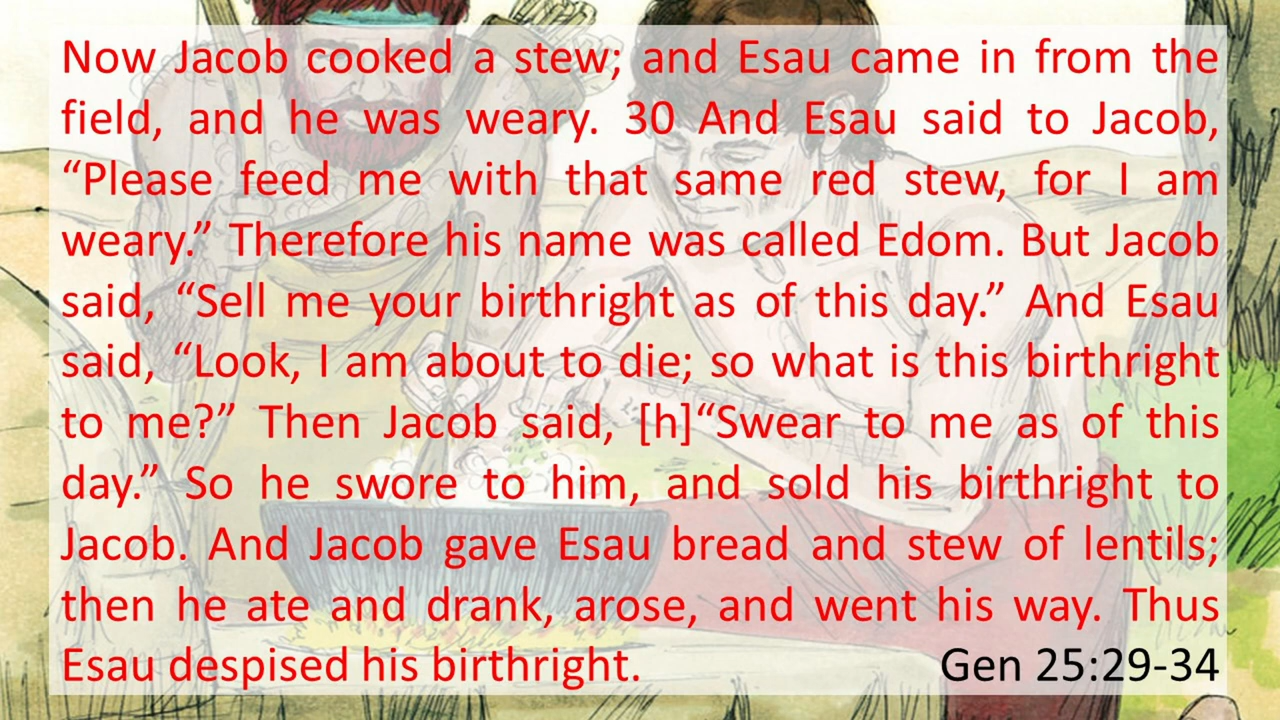 Now Jacob cooked a stew; and Esau came in from the
field, and he was weary. 30 And Esau said to Jacob,
“Please feed me with that same red stew, for I am
weary.” Therefore his name was called Edom. But Jacob
said, “Sell me your birthright as of this day.” And Esau
said, “Look, I am about to die; so what is this birthright
to me?” Then Jacob said, [h]“Swear to me as of this
day.” So he swore to him, and sold his birthright to
Jacob. And Jacob gave Esau bread and stew of lentils;
then he ate and drank, arose, and went his way. Thus
Esau despised his birthright. Gen 25:29-34